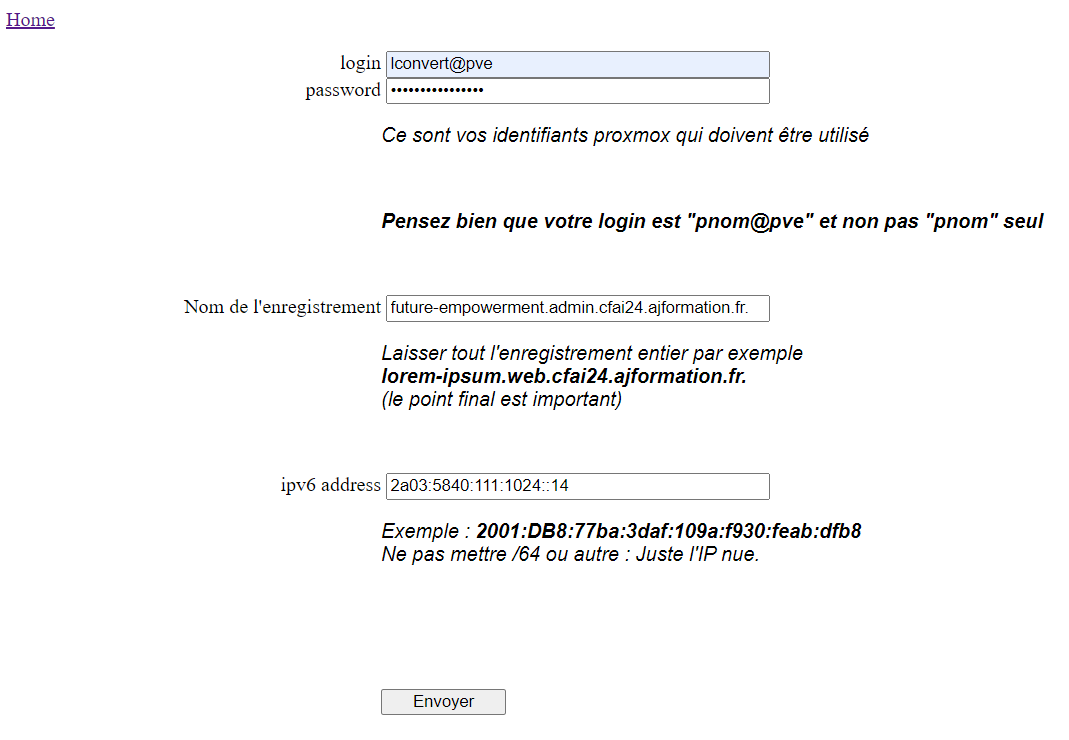 Home
login lconvert@pve
password ••••••••••••••••
Ce sont vos identifiants proxmox qui doivent être utilisé
Pensez bien que votre login est "pnom@pve" et non pas "pnom" seul
Nom de l'enregistrement future-empowerment.admin.cfai24.ajformation.fr.
Laisser tout l'enregistrement entier par exemple
lorem-ipsum.web.cfai24.ajformation.fr.
(le point final est important)
ipv6 address 2a03:5840:111:1024::14
Exemple : 2001:DB8:77ba:3daf:109a:f930:feab:dfb8
Ne pas mettre /64 ou autre : Juste l'IP nue.
Envoyer